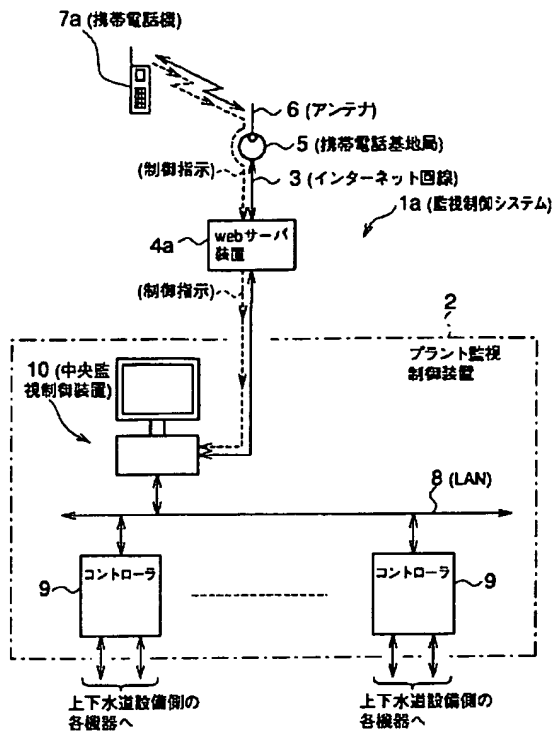 7a (携帯電話機)
6 (アンテナ)
5 (携帯電話基地局)
(制御指示)
3 (インターネット回線)
1a (監視制御システム)
4a
webサーバ
装置
(制御指示)
2
プラント監視
制御装置
10 (中央監
視制御装置)
8 (LAN)
9
コントローラ
コントローラ
9
上下水道設備側の
各機器へ
上下水道設備側の
各機器へ